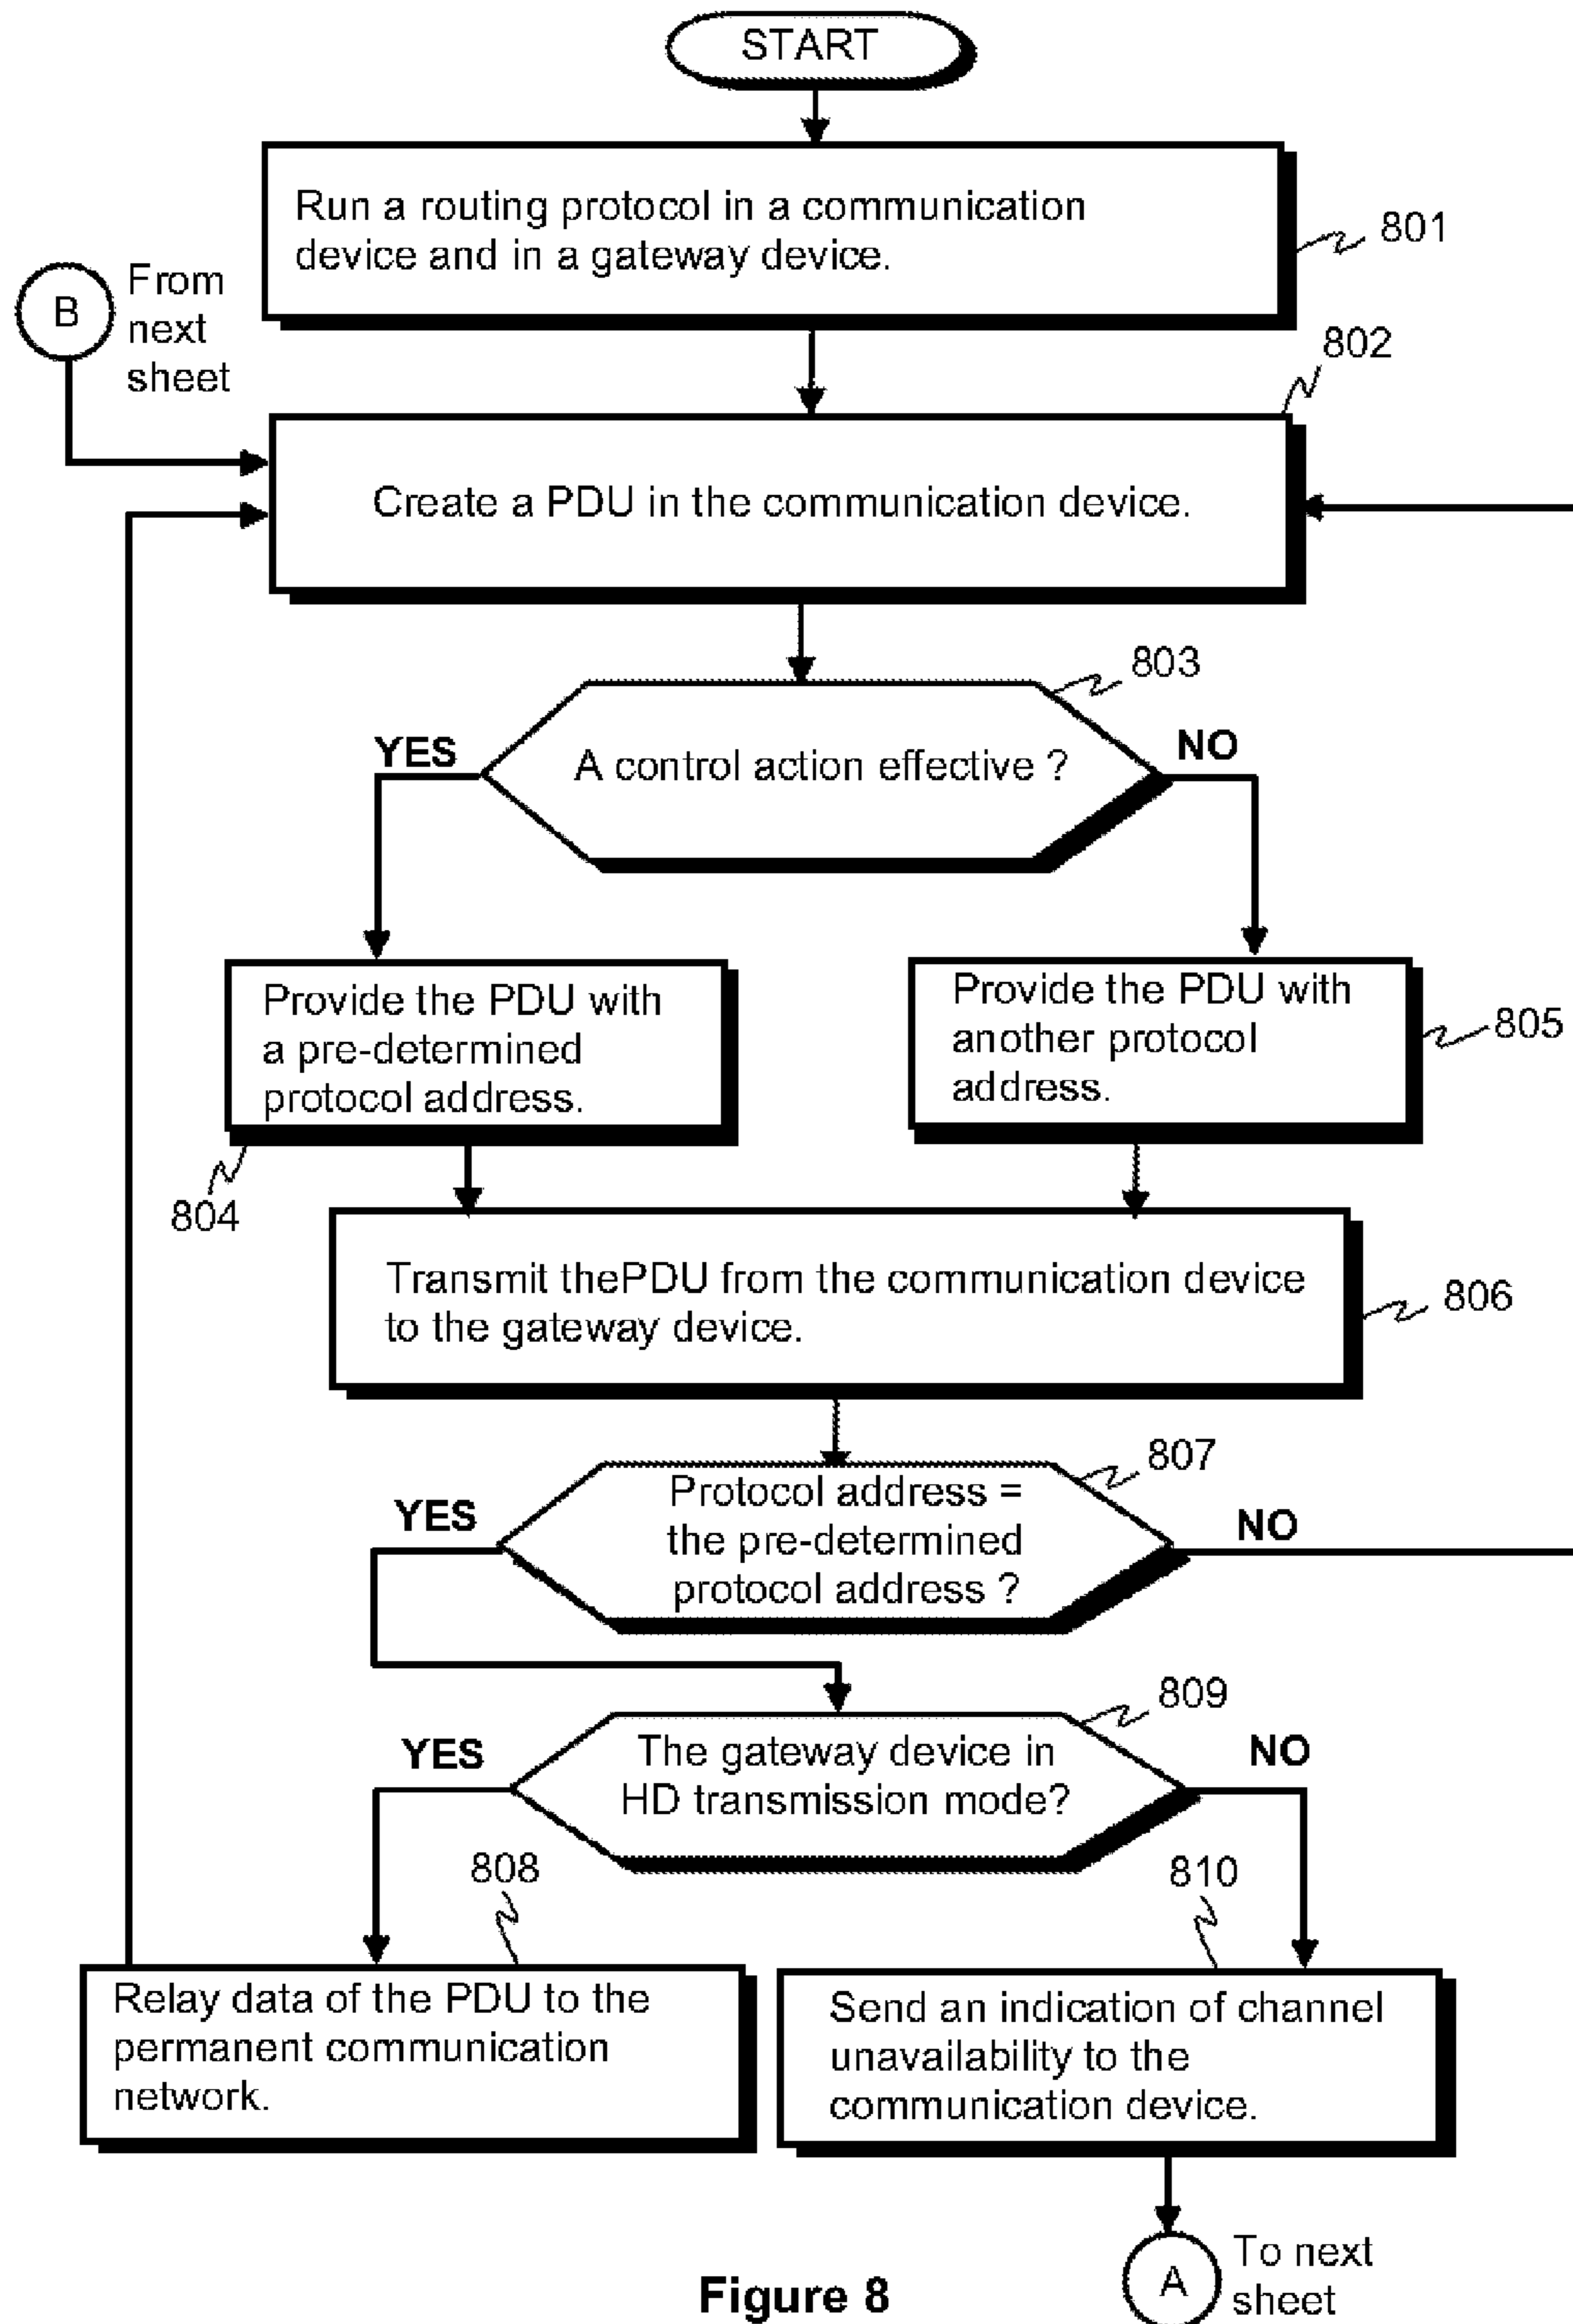 START
Run a routing protocol in a communication
device and in a gateway device.
801
B
From
next
sheet
802
Create a PDU in the communication device.
803
YES
A control action effective ?
NO
Provide the PDU with
a pre-determined
protocol address.
804
Provide the PDU with
another protocol
address.
805
Transmit thePDU from the communication device
to the gateway device.
806
807
YES
Protocol address =
the pre-determined
protocol address ?
NO
809
YES
The gateway device in
HD transmission mode?
NO
808
810
Relay data of the PDU to the
permanent communication
network.
Send an indication of channel
unavailability to the
communication device.
A
To next
sheet
Figure 8